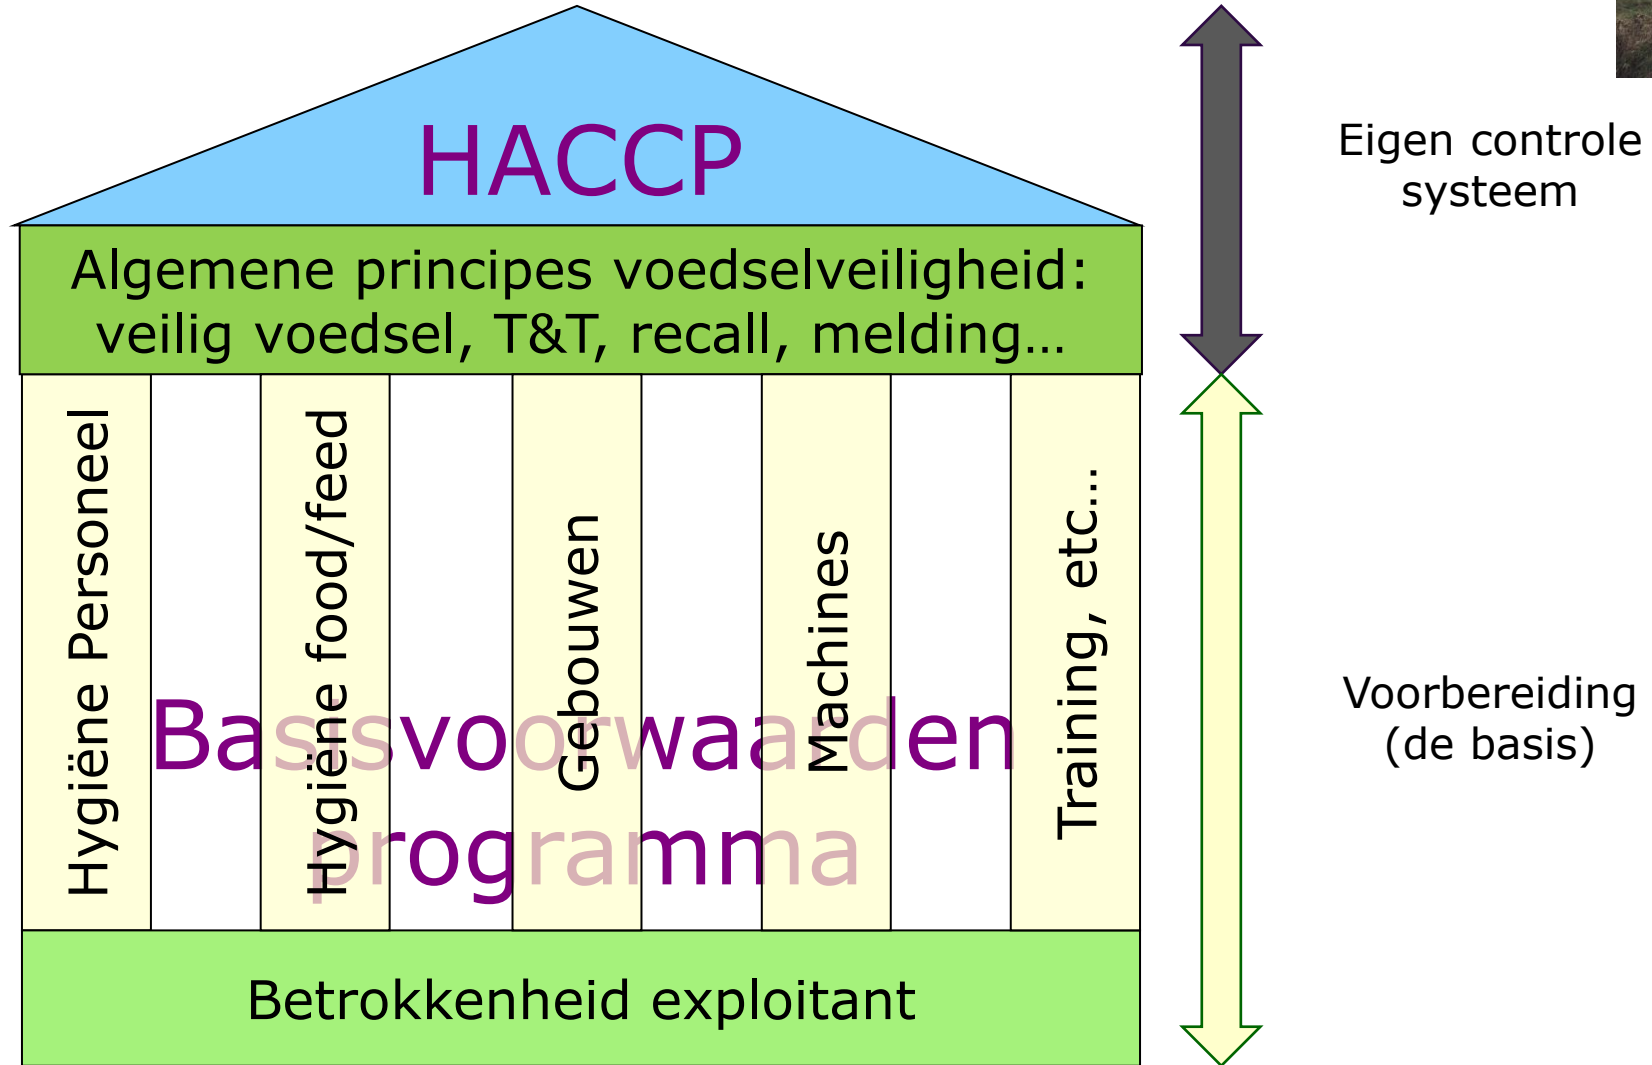 HACCP
Eigen controle
systeem
Algemene principes voedselveiligheid:
veilig voedsel, T&T, recall, melding…
Hygiëne Personeel
Hygiëne food/feed
Gebouwen
Machines
Training, etc…
Basisvoorwaarden
programma
Voorbereiding
(de basis)
Betrokkenheid exploitant